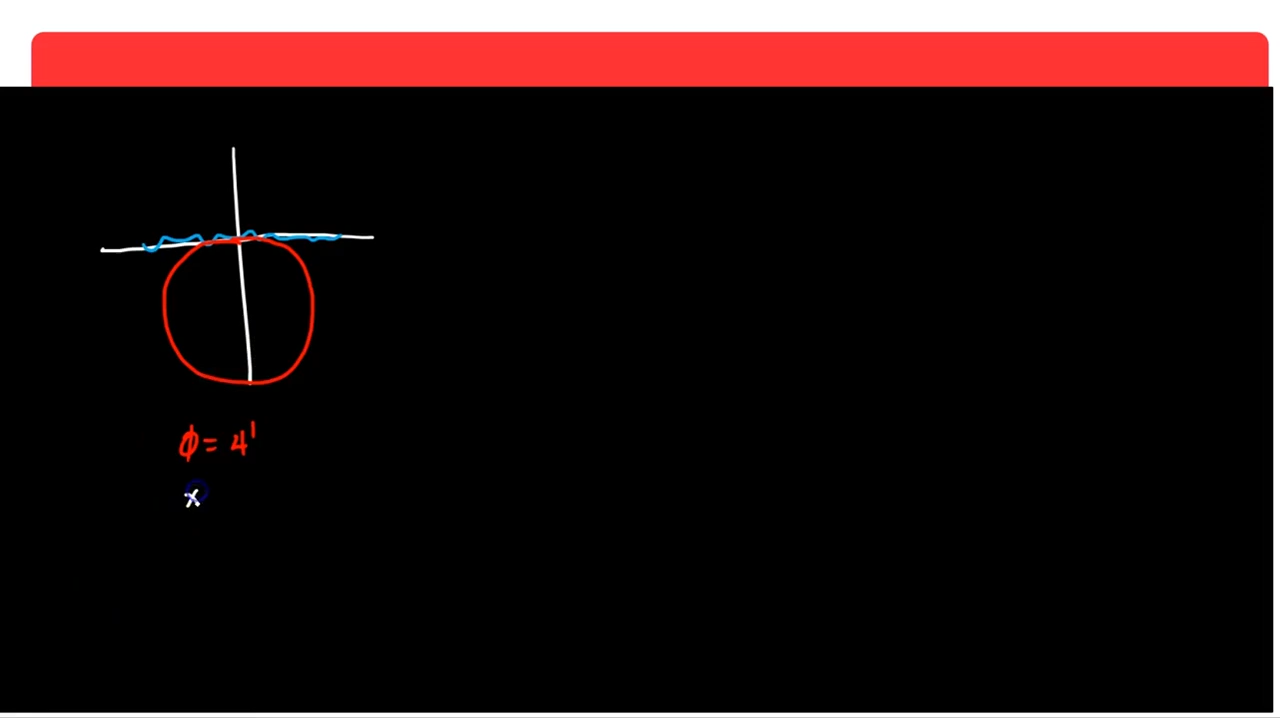 ϕ = 4'
x